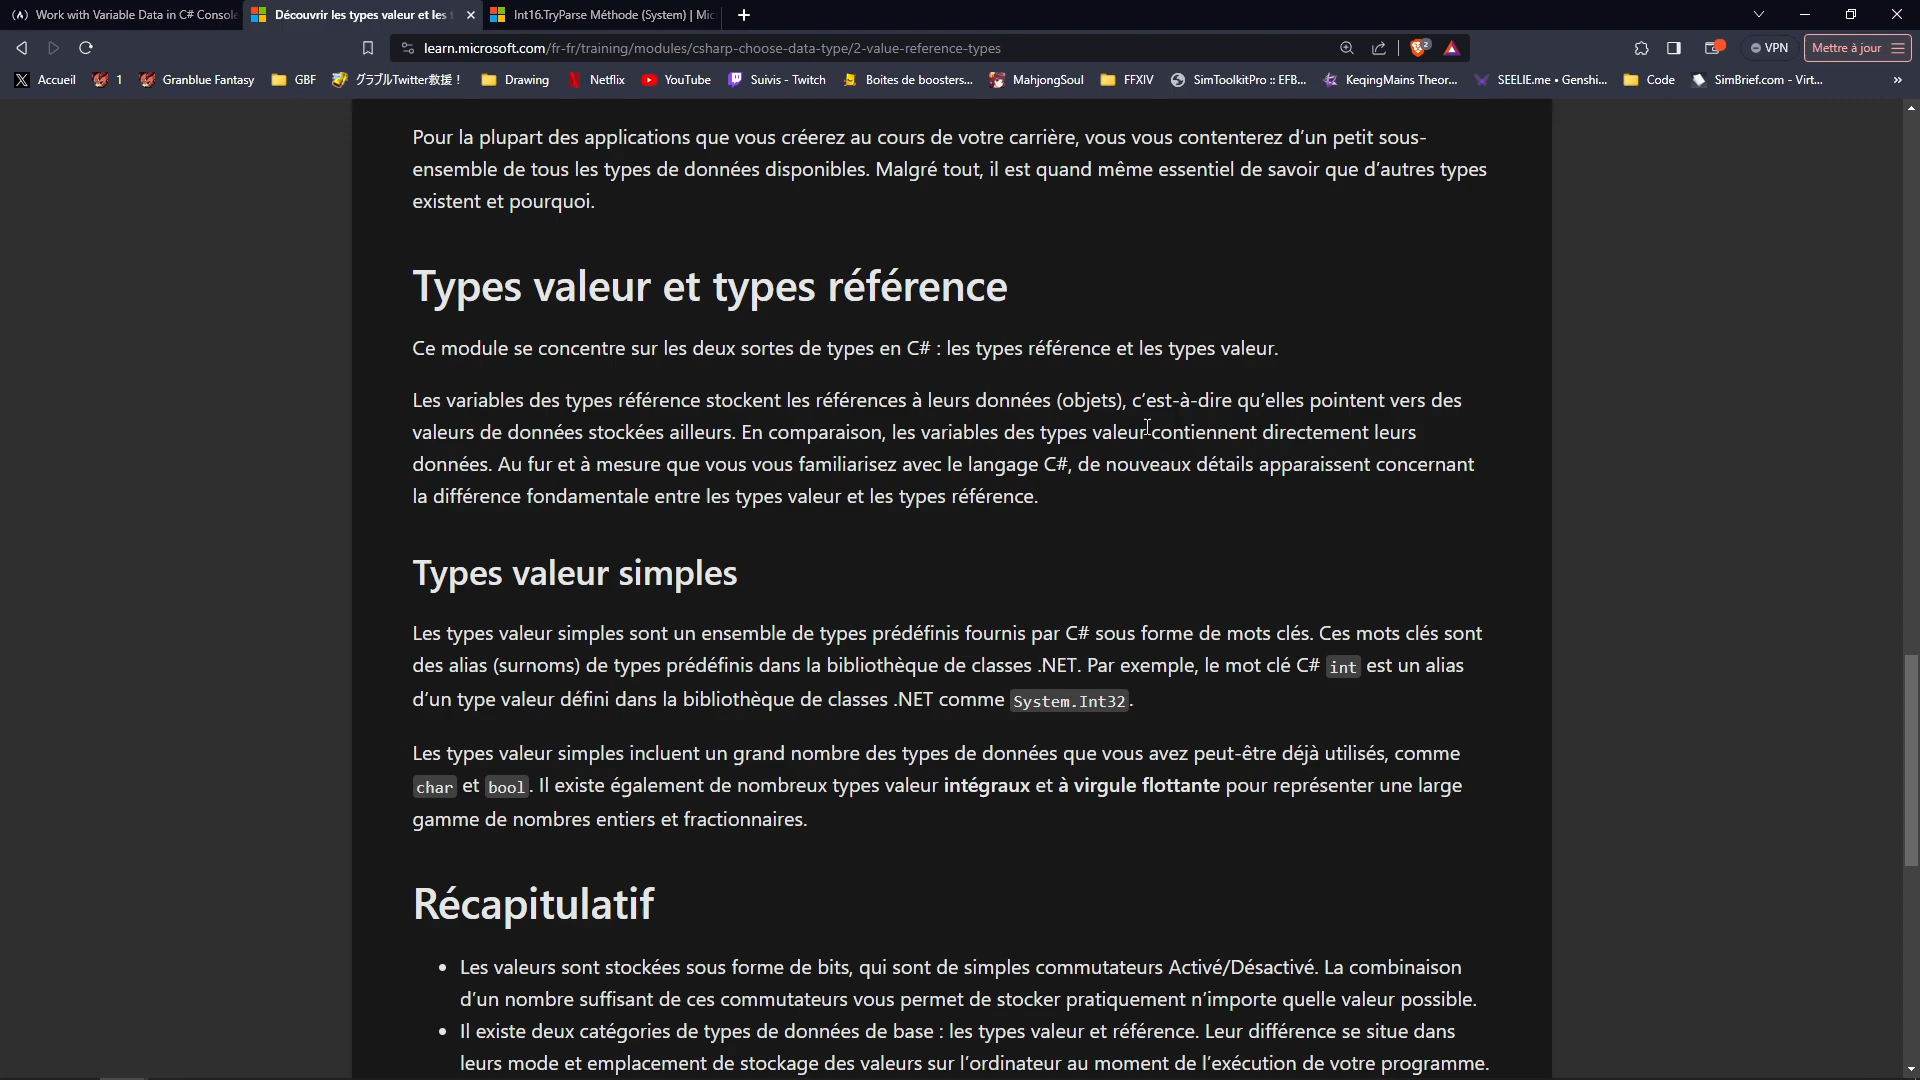 Work with Variable Data in C# Console
Découvrir les types valeur et les t
Int16.TryParse Méthode (System) | Mic
learn.microsoft.com/fr-fr/training/modules/csharp-choose-data-type/2-value-reference-types
2
VPN
Mettre à jour
Accueil
1
Granblue Fantasy
GBF
グラブルTwitter救援！
Drawing
Netflix
YouTube
Suivis - Twitch
Boites de boosters...
MahjongSoul
FFXIV
SimToolkitPro :: EFB...
KeqingMains Theor...
SEELIE.me • Genshi...
Code
SimBrief.com - Virt...
Pour la plupart des applications que vous créerez au cours de votre carrière, vous vous contenterez d’un petit sous-
ensemble de tous les types de données disponibles. Malgré tout, il est quand même essentiel de savoir que d’autres types
existent et pourquoi.
Types valeur et types référence
Ce module se concentre sur les deux sortes de types en C# : les types référence et les types valeur.
Les variables des types référence stockent les références à leurs données (objets), c’est-à-dire qu’elles pointent vers des
valeurs de données stockées ailleurs. En comparaison, les variables des types valeur contiennent directement leurs
données. Au fur et à mesure que vous vous familiarisez avec le langage C#, de nouveaux détails apparaissent concernant
la différence fondamentale entre les types valeur et les types référence.
Types valeur simples
Les types valeur simples sont un ensemble de types prédéfinis fournis par C# sous forme de mots clés. Ces mots clés sont
des alias (surnoms) de types prédéfinis dans la bibliothèque de classes .NET. Par exemple, le mot clé C# int est un alias
d’un type valeur défini dans la bibliothèque de classes .NET comme System.Int32.
Les types valeur simples incluent un grand nombre des types de données que vous avez peut-être déjà utilisés, comme
char et bool. Il existe également de nombreux types valeur intégraux et à virgule flottante pour représenter une large
gamme de nombres entiers et fractionnaires.
Récapitulatif
• Les valeurs sont stockées sous forme de bits, qui sont de simples commutateurs Activé/Désactivé. La combinaison
d’un nombre suffisant de ces commutateurs vous permet de stocker pratiquement n’importe quelle valeur possible.
• Il existe deux catégories de types de données de base : les types valeur et référence. Leur différence se situe dans
leurs mode et emplacement de stockage des valeurs sur l’ordinateur au moment de l’exécution de votre programme.